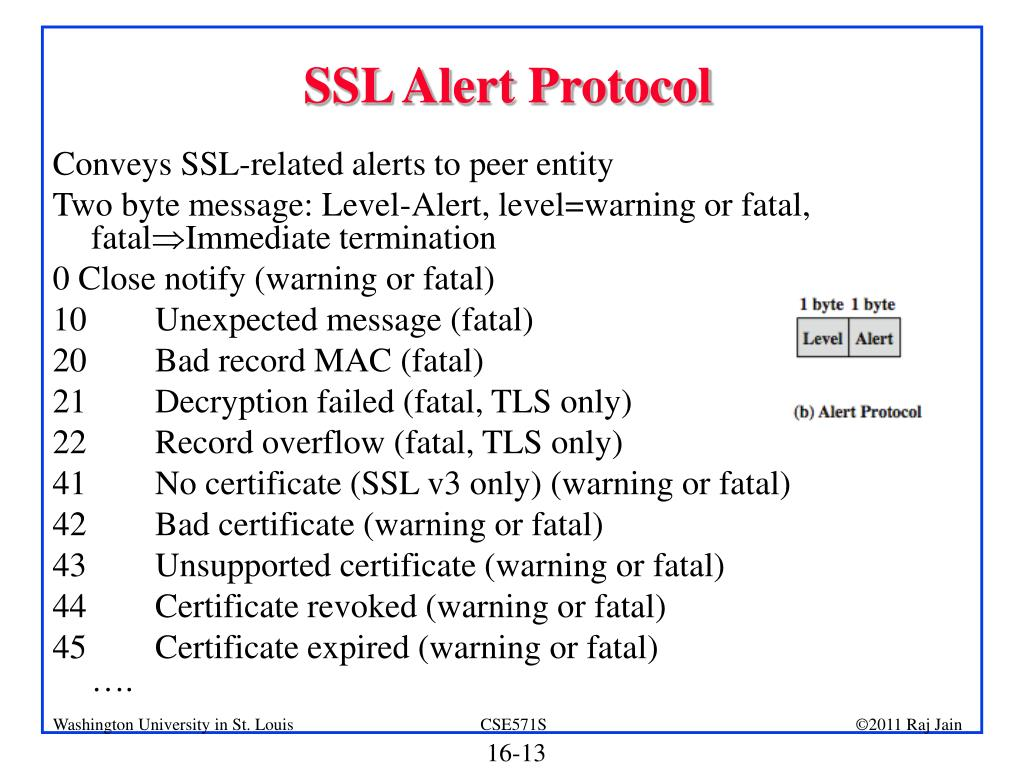 SSL Alert Protocol
Conveys SSL-related alerts to peer entity
Two byte message: Level-Alert, level=warning or fatal,
fatal⇒Immediate termination
0 Close notify (warning or fatal)
10 Unexpected message (fatal)
20 Bad record MAC (fatal)
21 Decryption failed (fatal, TLS only)
22 Record overflow (fatal, TLS only)
41 No certificate (SSL v3 only) (warning or fatal)
42 Bad certificate (warning or fatal)
43 Unsupported certificate (warning or fatal)
44 Certificate revoked (warning or fatal)
45 Certificate expired (warning or fatal)
….
1 byte 1 byte
Level Alert
(b) Alert Protocol
Washington University in St. Louis CSE571S ©2011 Raj Jain
16-13